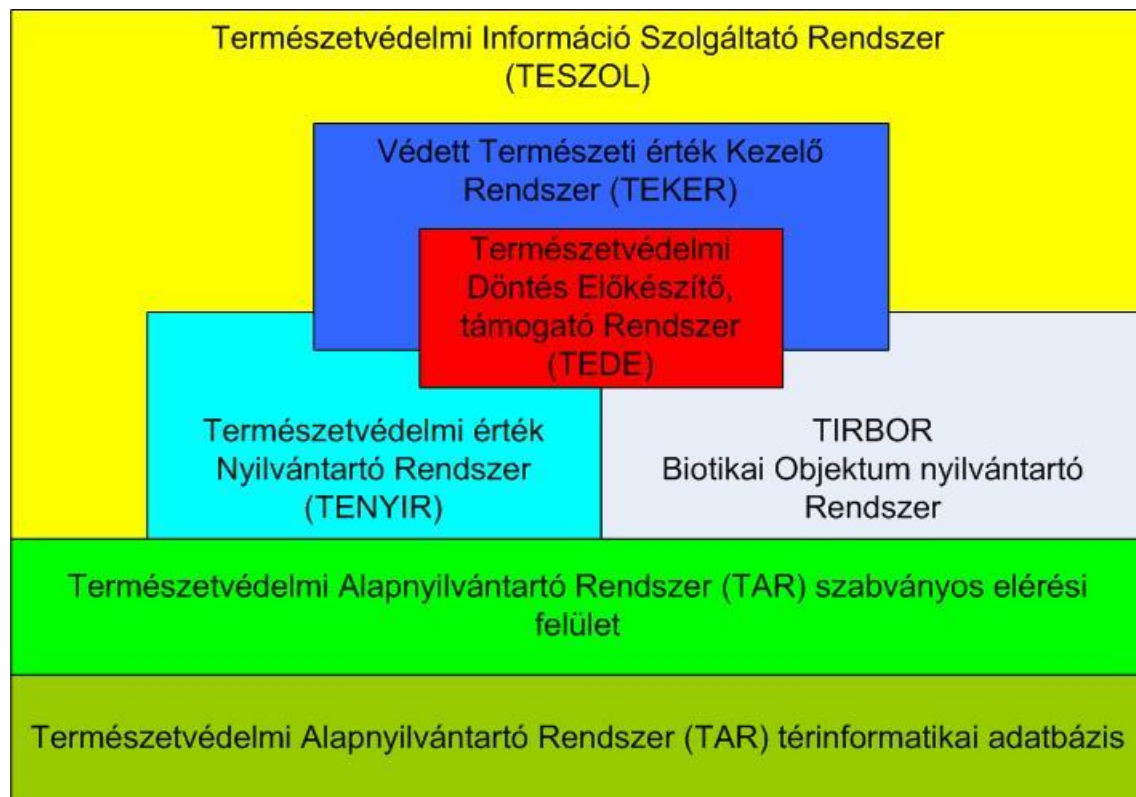 Természetvédelmi Információ Szolgáltató Rendszer
(TESZOL)
Védett Természeti érték Kezelő
Rendszer (TEKER)
Természetvédelmi
Döntés Előkészítő,
támogató Rendszer
(TEDE)
Természetvédelmi érték
Nyilvántartó Rendszer
(TENYIR)
TIRBOR
Biotikai Objektum nyilvántartó
Rendszer
Természetvédelmi Alapnyilvántartó Rendszer (TAR) szabványos elérési
felület
Természetvédelmi Alapnyilvántartó Rendszer (TAR) térinformatikai adatbázis